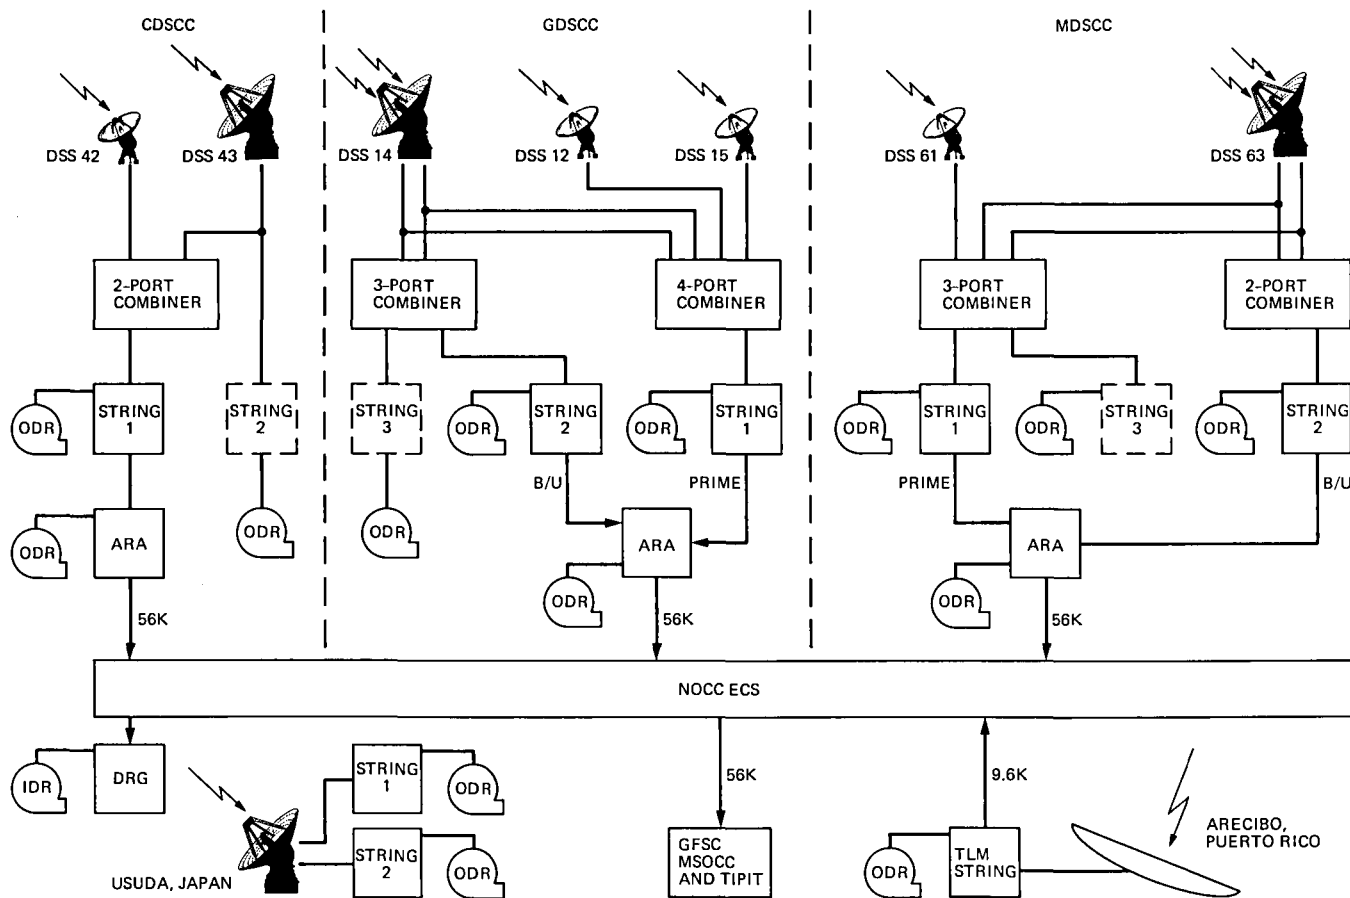 CDSCC
GDSCC
MDSCC
DSS 42
DSS 43
DSS 14
DSS 12
DSS 15
DSS 61
DSS 63
2-PORT
COMBINER
3-PORT
COMBINER
4-PORT
COMBINER
3-PORT
COMBINER
2-PORT
COMBINER
ODR
STRING
1
STRING
2
STRING
3
ODR
STRING
2
ODR
STRING
1
ODR
STRING
1
ODR
STRING
3
ODR
STRING
2
B/U
PRIME
PRIME
B/U
ODR
ARA
ODR
ODR
ARA
ODR
ARA
ODR
56K
56K
56K
NOCC ECS
IDR
DRG
STRING
1
ODR
56K
9.6K
USUDA, JAPAN
STRING
2
ODR
GFSC
MSOCC
AND TIPIT
ODR
TLM
STRING
ARECIBO,
PUERTO RICO